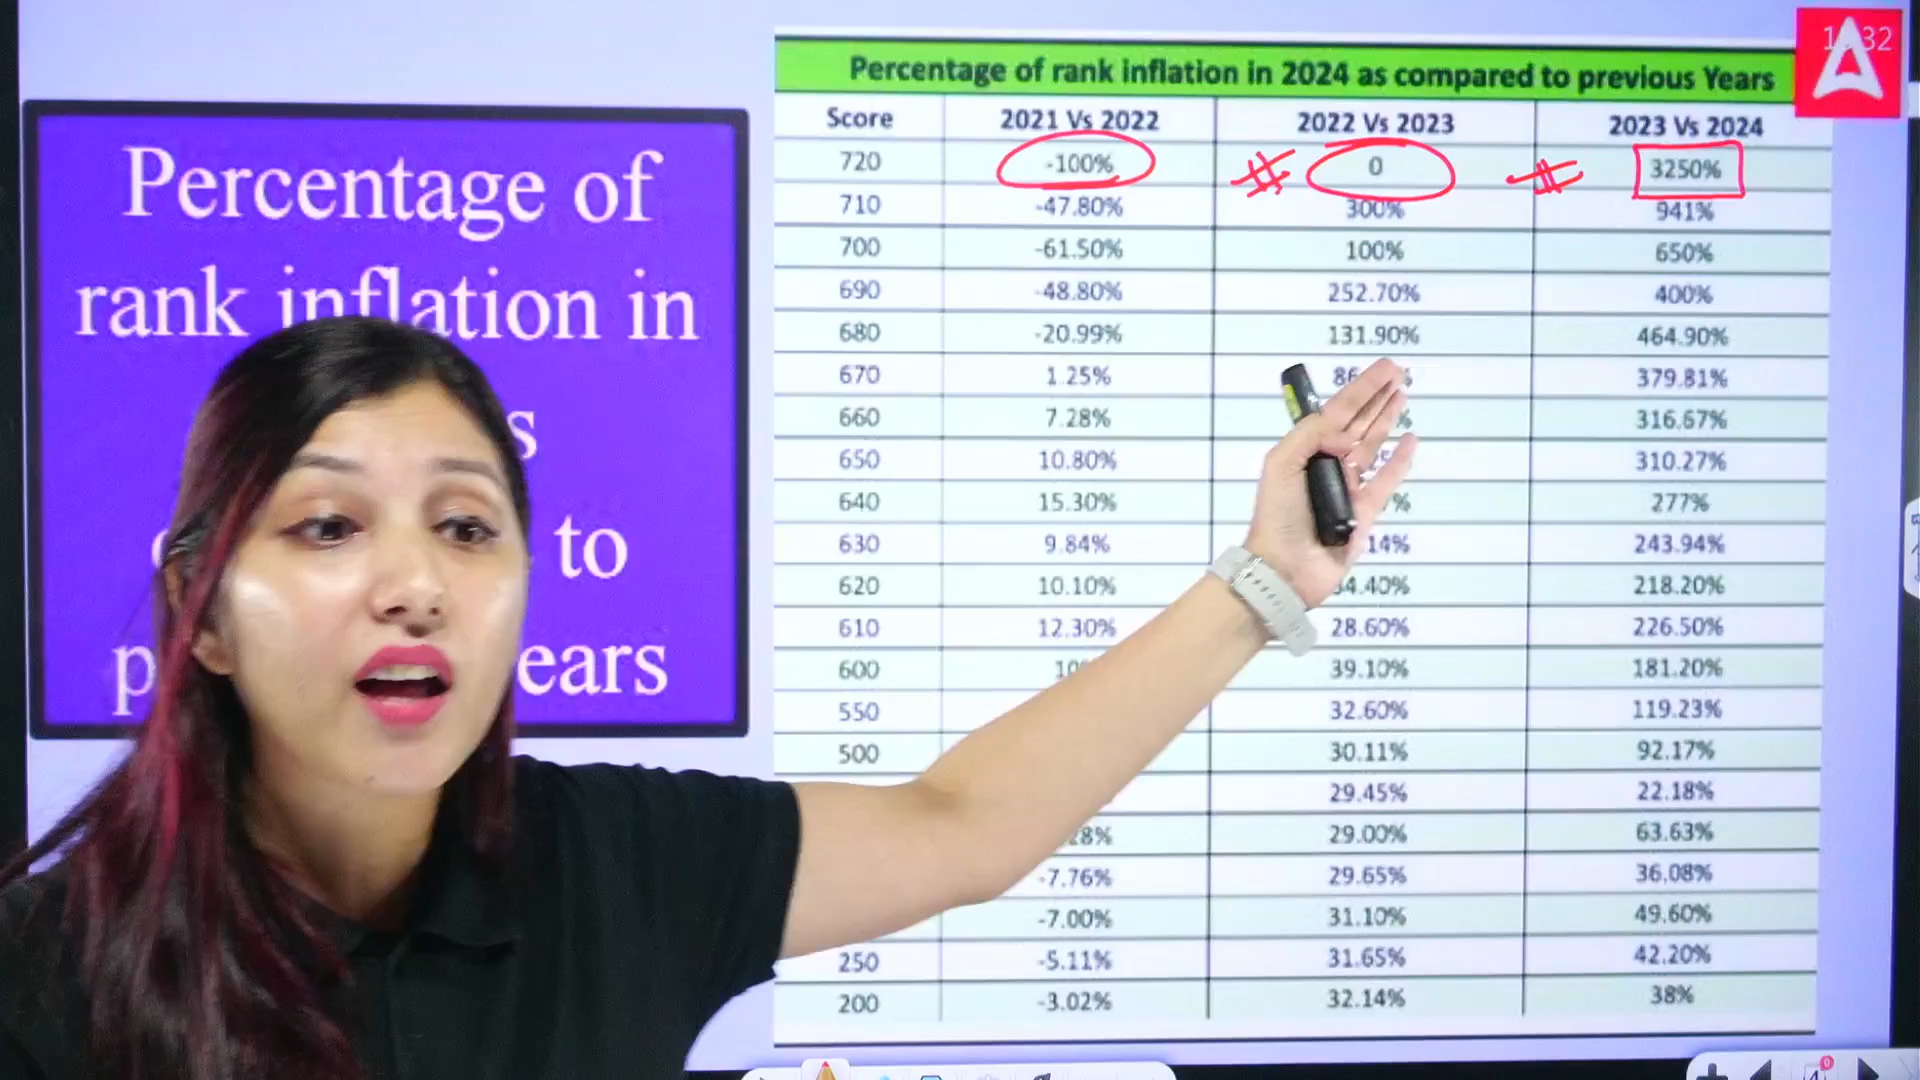 Percentage of
rank inflation in
to
ears
Percentage of rank inflation in 2024 as compared to previous Years
Score 2021 Vs 2022 2022 Vs 2023 2023 Vs 2024
720 -100% 0 3250%
710 -47.80% 300% 941%
700 -61.50% 100% 650%
690 -48.80% 252.70% 400%
680 -20.99% 131.90% 464.90%
670 1.25% 379.81%
660 7.28% 316.67%
650 10.80% 310.27%
640 15.30% 277%
630 9.84% 243.94%
620 10.10% 218.20%
610 12.30% 28.60% 226.50%
600 39.10% 181.20%
550 32.60% 119.23%
500 30.11% 92.17%
29.45% 22.18%
29.00% 63.63%
-7.76% 29.65% 36.08%
-7.00% 31.10% 49.60%
250 -5.11% 31.65% 42.20%
200 -3.02% 32.14% 38%